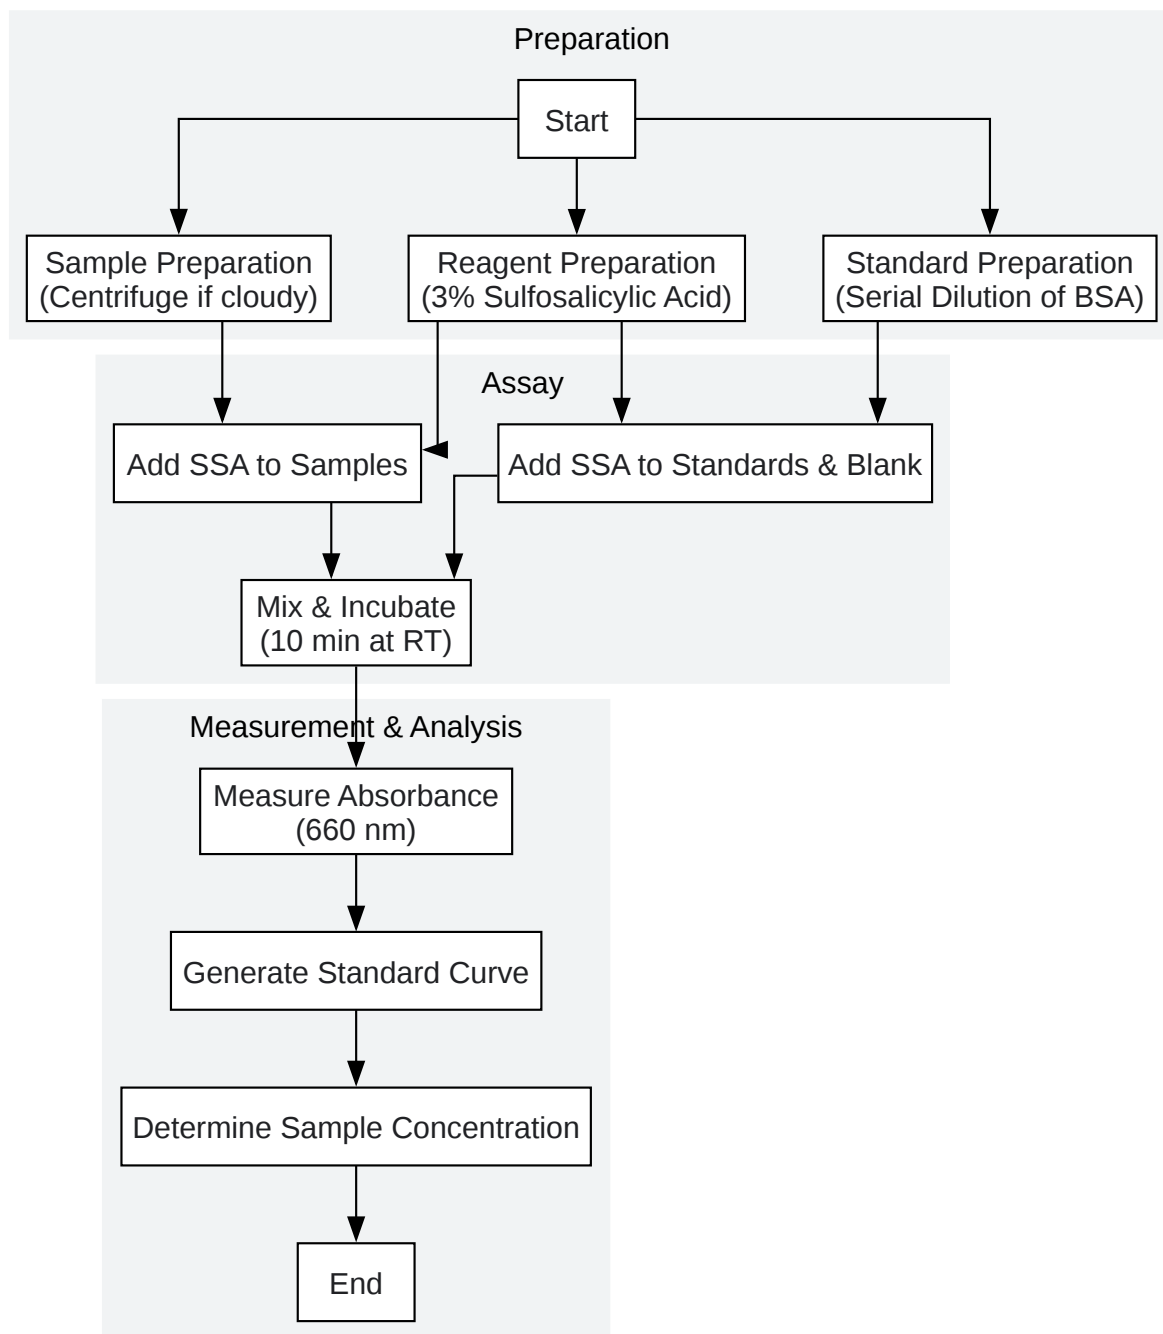 Preparation
Start
Sample Preparation
(Centrifuge if cloudy)
Reagent Preparation
(3% Sulfosalicylic Acid)
Standard Preparation
(Serial Dilution of BSA)
Assay
Add SSA to Samples
Add SSA to Standards & Blank
Mix & Incubate
(10 min at RT)
Measurement & Analysis
Measure Absorbance
(660 nm)
Generate Standard Curve
Determine Sample Concentration
End